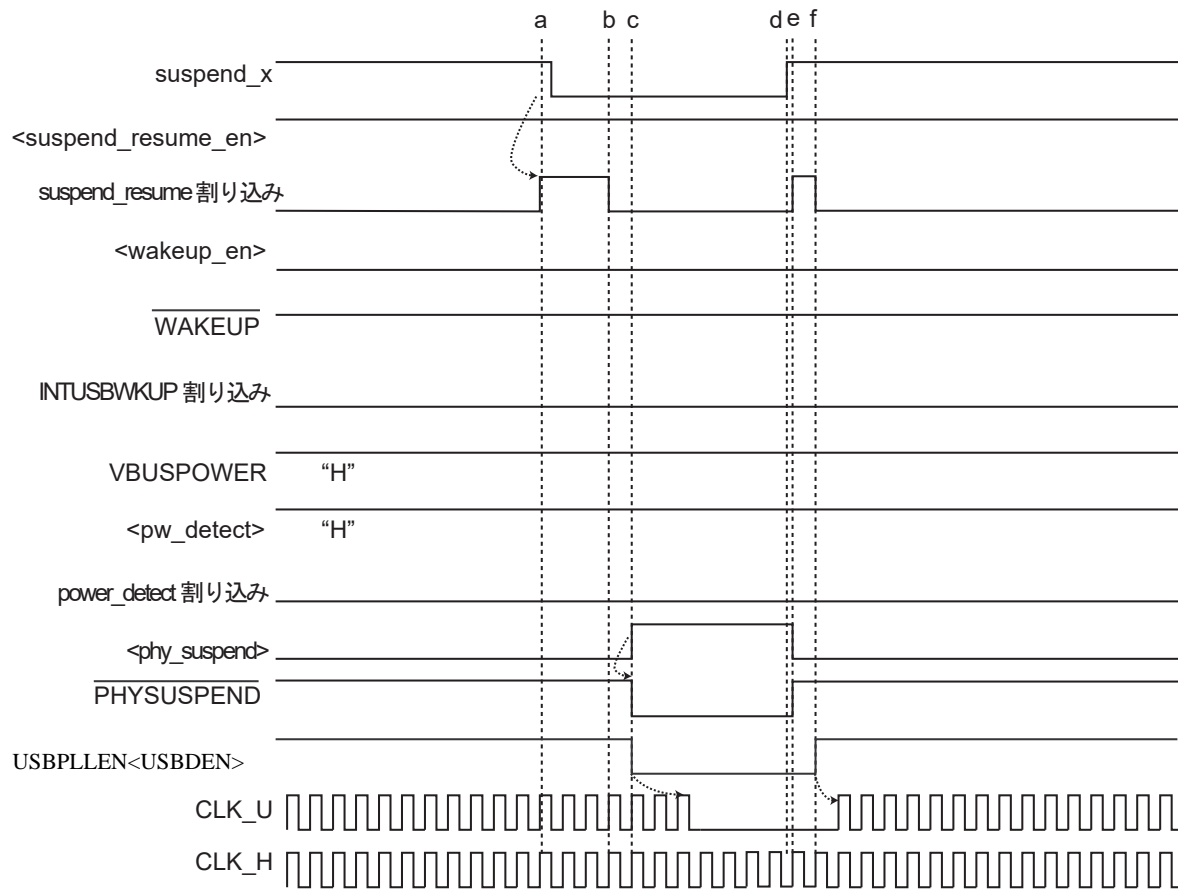 a b c d e f
suspend_x
<suspend_resume_en>
suspend_resume 割り込み
<wakeup_en>
WAKEUP
INTUSBWKUP 割り込み
VBUSPOWER “H”
<pw_detect> “H”
power_detect 割り込み
<phy_suspend>
PHYSUSPEND
USBPLLEN<USBDEN>
CLK_U
CLK_H